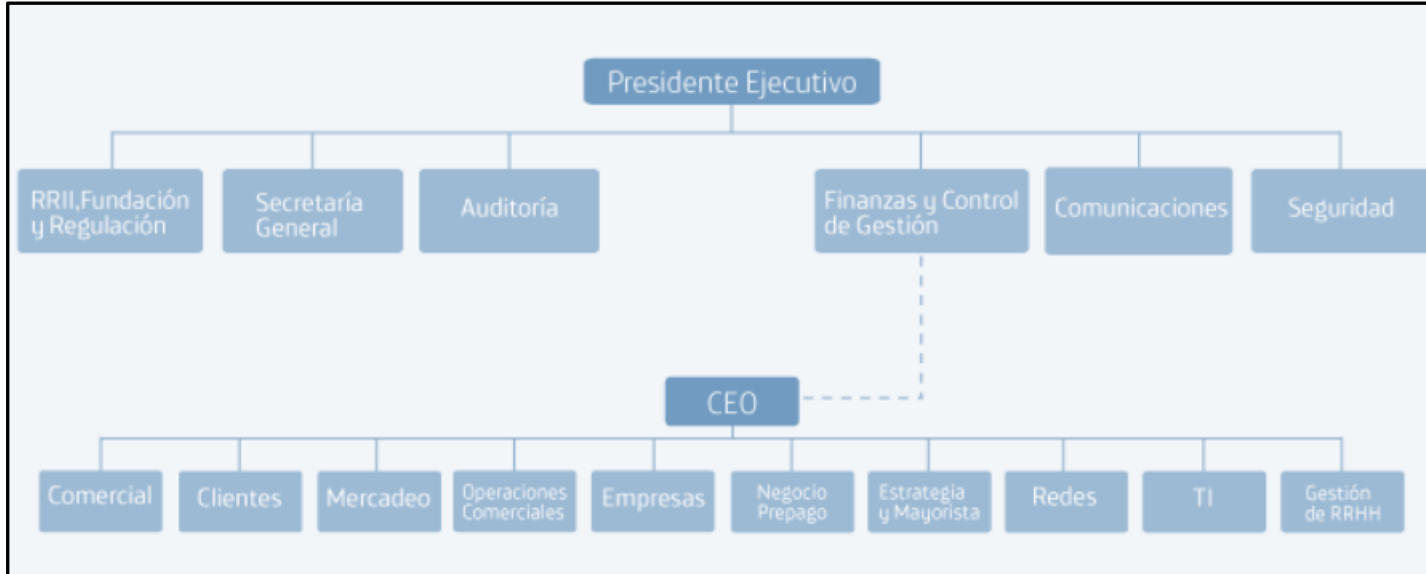 Presidente Ejecutivo
RRII,Fundación
y Regulación
Secretaría
General
Auditoría
Finanzas y Control
de Gestión
Comunicaciones
Seguridad
CEO
Comercial
Clientes
Mercadeo
Operaciones
Comerciales
Empresas
Negocio
Prepago
Estrategia
y Mayorista
Redes
TI
Gestión
de RRHH